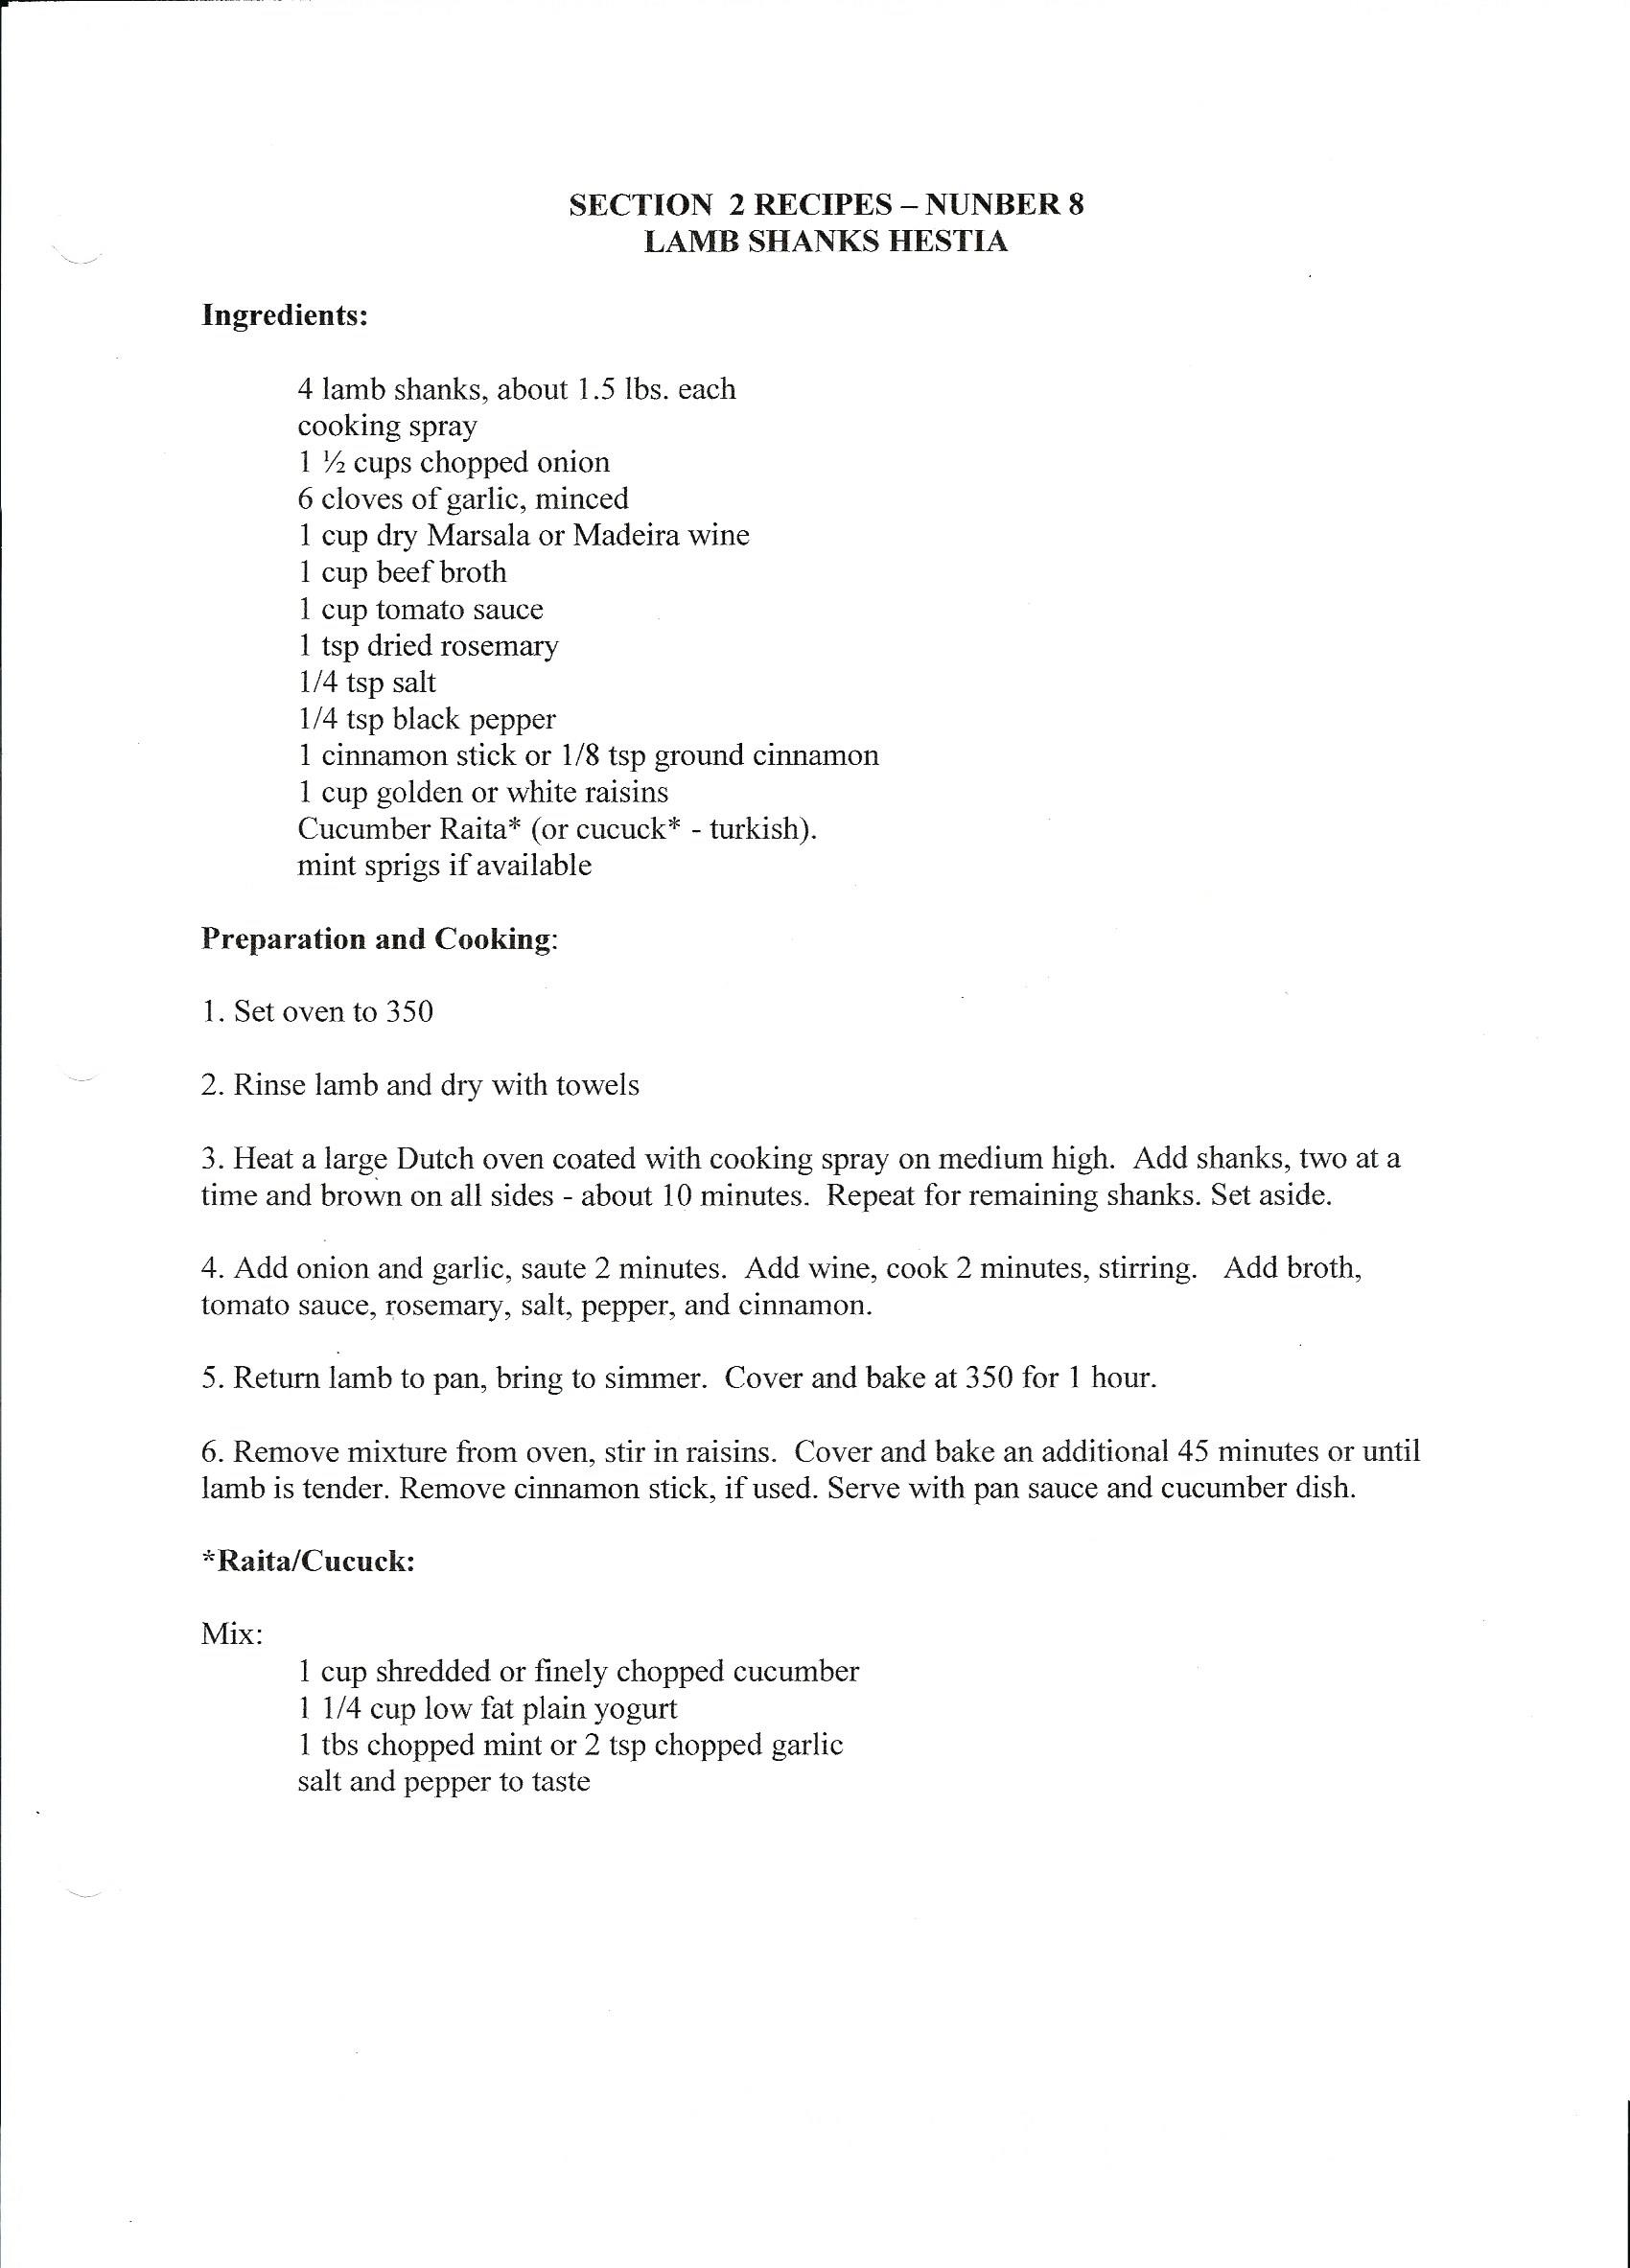 SECTION 2 RECIPES – NUNBER 8
LAMB SHANKS HESTIA
Ingredients:
4 lamb shanks, about 1.5 lbs. each
cooking spray
1 ½ cups chopped onion
6 cloves of garlic, minced
1 cup dry Marsala or Madeira wine
1 cup beef broth
1 cup tomato sauce
1 tsp dried rosemary
1/4 tsp salt
1/4 tsp black pepper
1 cinnamon stick or 1/8 tsp ground cinnamon
1 cup golden or white raisins
Cucumber Raita* (or cucuck* - turkish).
mint sprigs if available
Preparation and Cooking:
1. Set oven to 350
2. Rinse lamb and dry with towels
3. Heat a large Dutch oven coated with cooking spray on medium high. Add shanks, two at a
time and brown on all sides - about 10 minutes. Repeat for remaining shanks. Set aside.
4. Add onion and garlic, saute 2 minutes. Add wine, cook 2 minutes, stirring. Add broth,
tomato sauce, rosemary, salt, pepper, and cinnamon.
5. Return lamb to pan, bring to simmer. Cover and bake at 350 for 1 hour.
6. Remove mixture from oven, stir in raisins. Cover and bake an additional 45 minutes or until
lamb is tender. Remove cinnamon stick, if used. Serve with pan sauce and cucumber dish.
*Raita/Cucuck:
Mix:
1 cup shredded or finely chopped cucumber
1 1/4 cup low fat plain yogurt
1 tbs chopped mint or 2 tsp chopped garlic
salt and pepper to taste